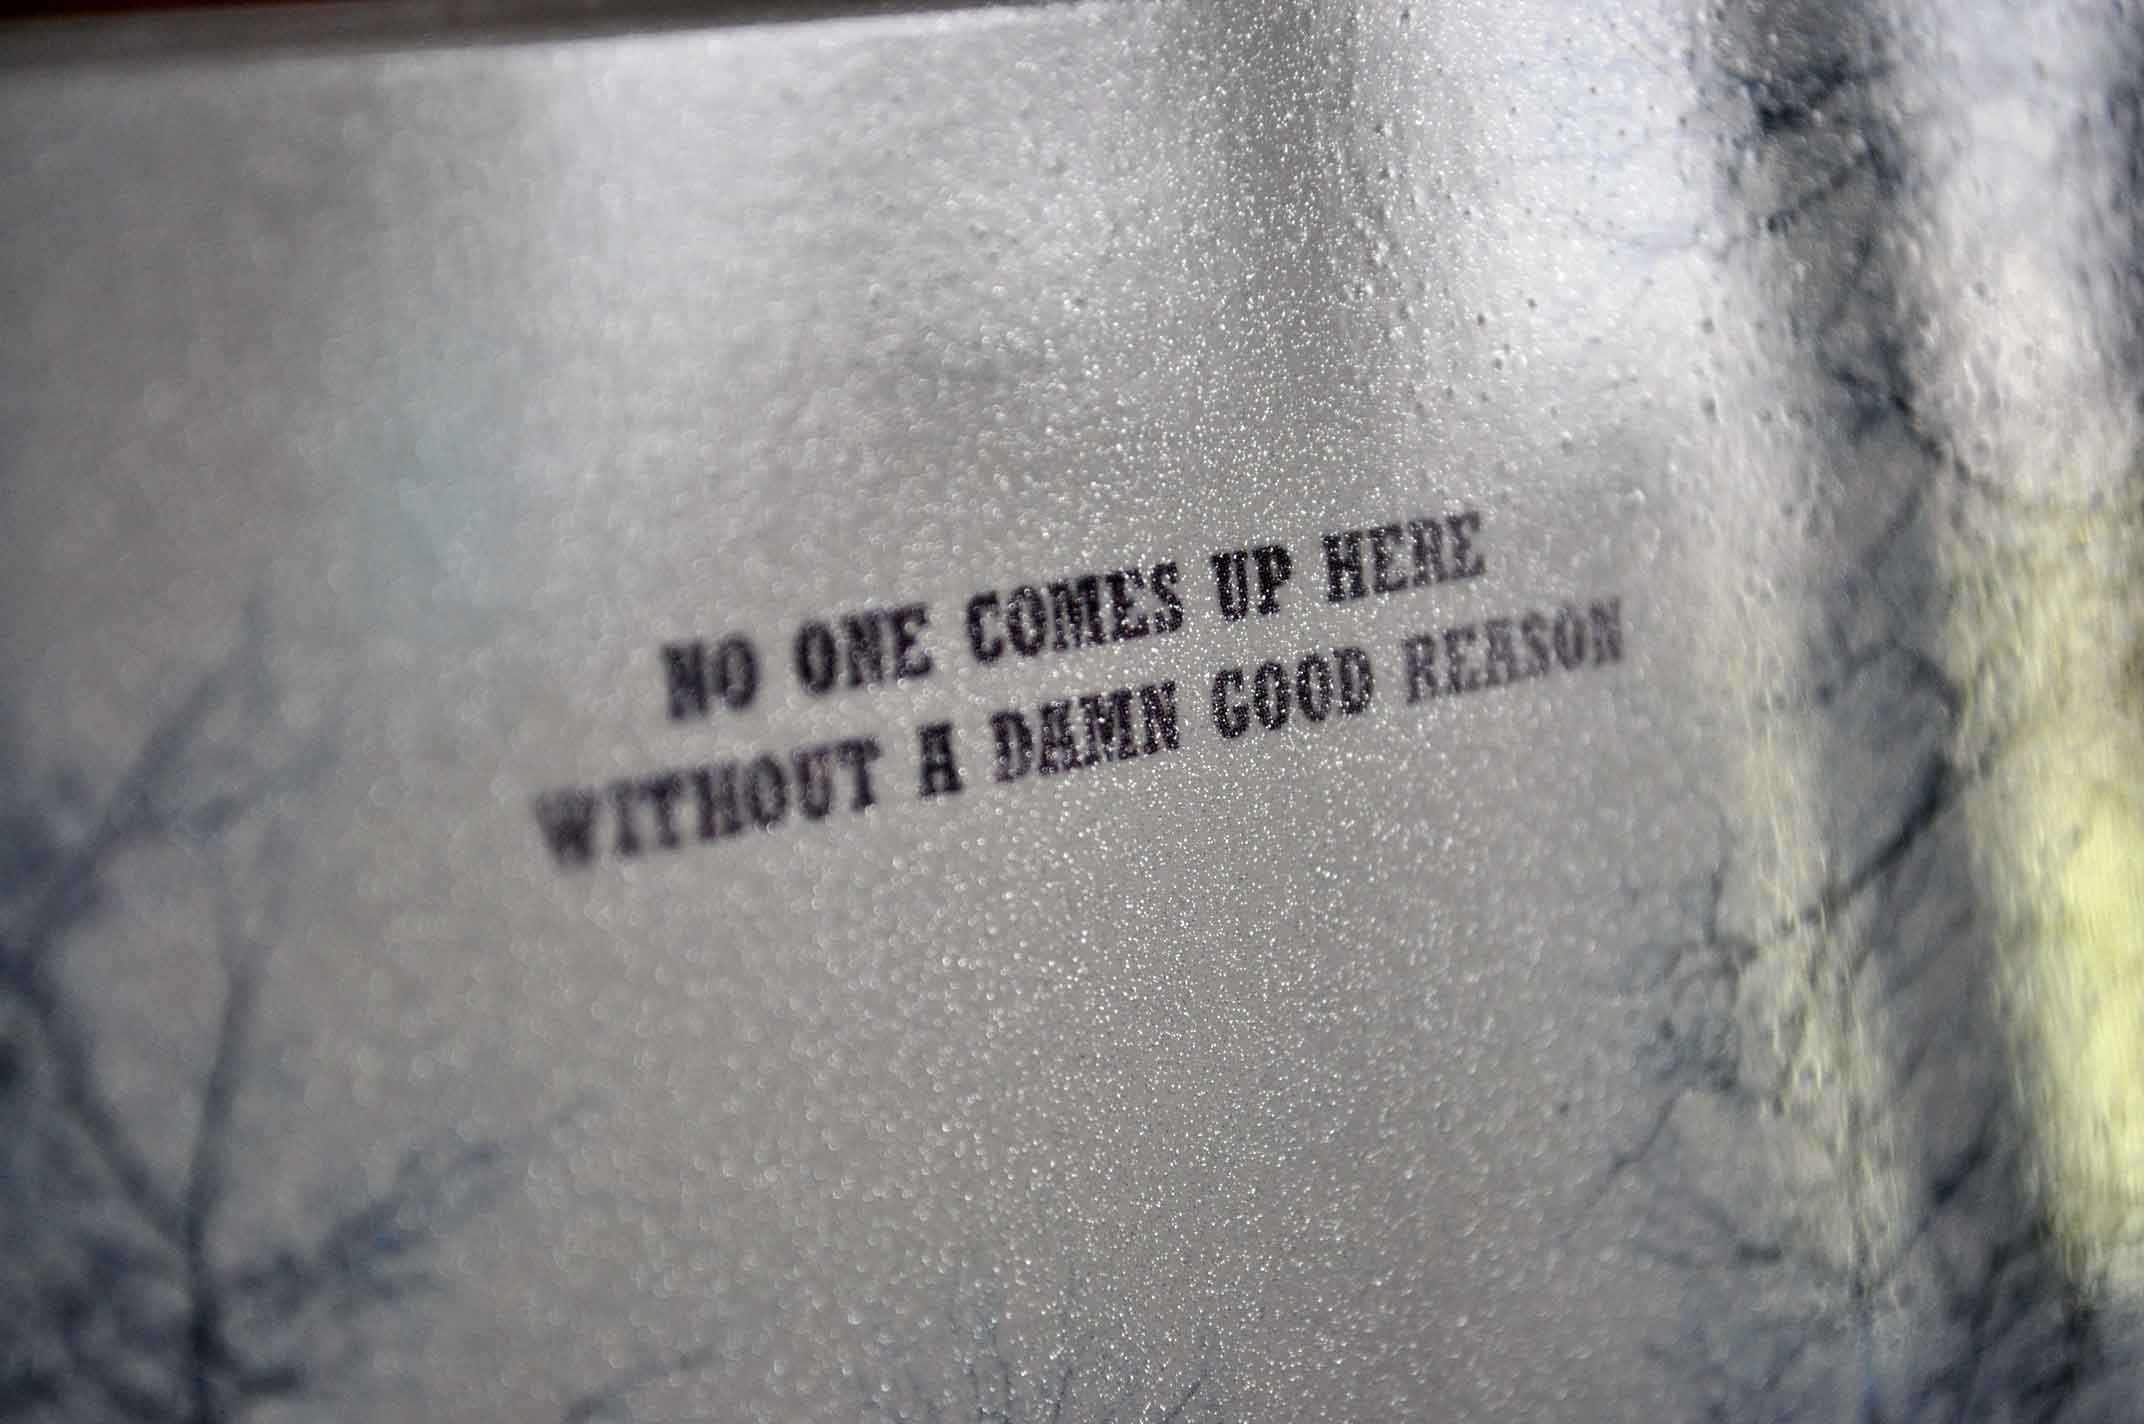 NO ONE COMES UP HERE
WITHOUT A DAMN GOOD REASON